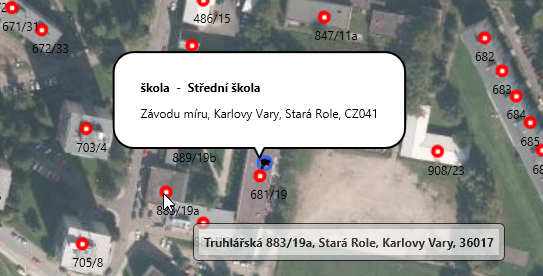 486/15
671/31
672/33
847/11a
682
683
684
685
škola - Střední škola
Závodu míru, Karlovy Vary, Stará Role, CZ041
703/4
889/19b
908/23
681/19
883/19a
705/8
Truhlářská 883/19a, Stará Role, Karlovy Vary, 36017